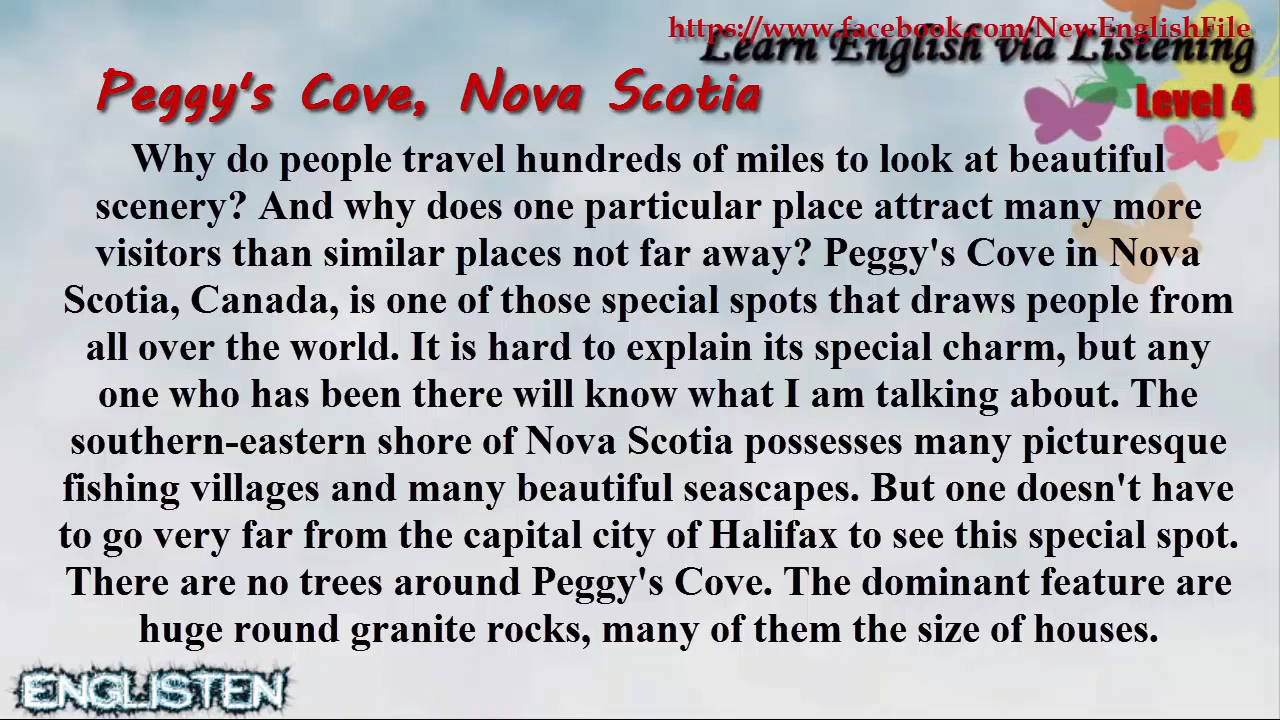 https://www.facebook.com/NewEnglishFile
Learn English via Listening
Peggy's Cove, Nova Scotia
Level 4
Why do people travel hundreds of miles to look at beautiful
scenery? And why does one particular place attract many more
visitors than similar places not far away? Peggy's Cove in Nova
Scotia, Canada, is one of those special spots that draws people from
all over the world. It is hard to explain its special charm, but any
one who has been there will know what I am talking about. The
southern-eastern shore of Nova Scotia possesses many picturesque
fishing villages and many beautiful seascapes. But one doesn't have
to go very far from the capital city of Halifax to see this special spot.
There are no trees around Peggy's Cove. The dominant feature are
huge round granite rocks, many of them the size of houses.
ENGLISTEN